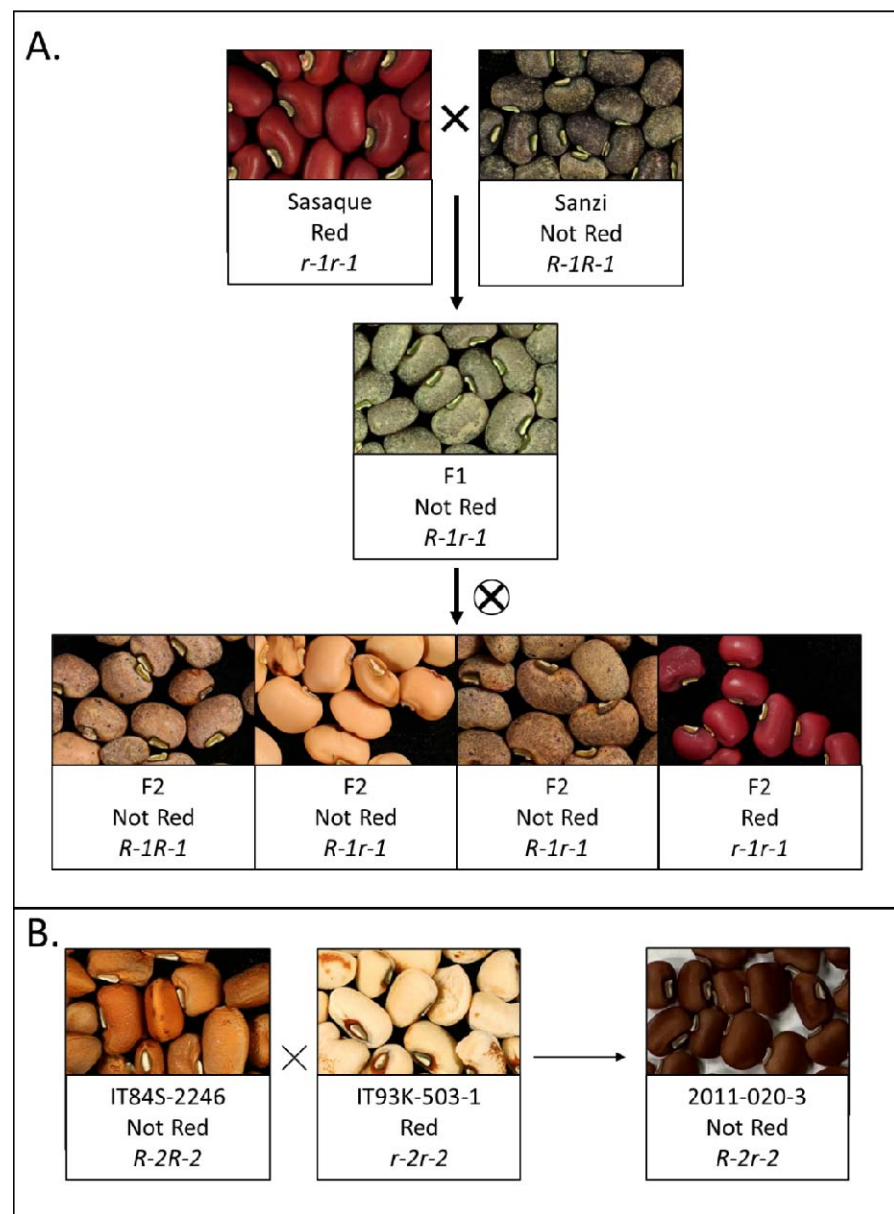 A.
Sasaque
Red
r-1r-1
Sanzi
Not Red
R-1R-1
F1
Not Red
R-1r-1
F2
Not Red
R-1R-1
F2
Not Red
R-1r-1
F2
Not Red
R-1r-1
F2
Red
r-1r-1
B.
IT84S-2246
Not Red
R-2R-2
IT93K-503-1
Red
r-2r-2
2011-020-3
Not Red
R-2r-2